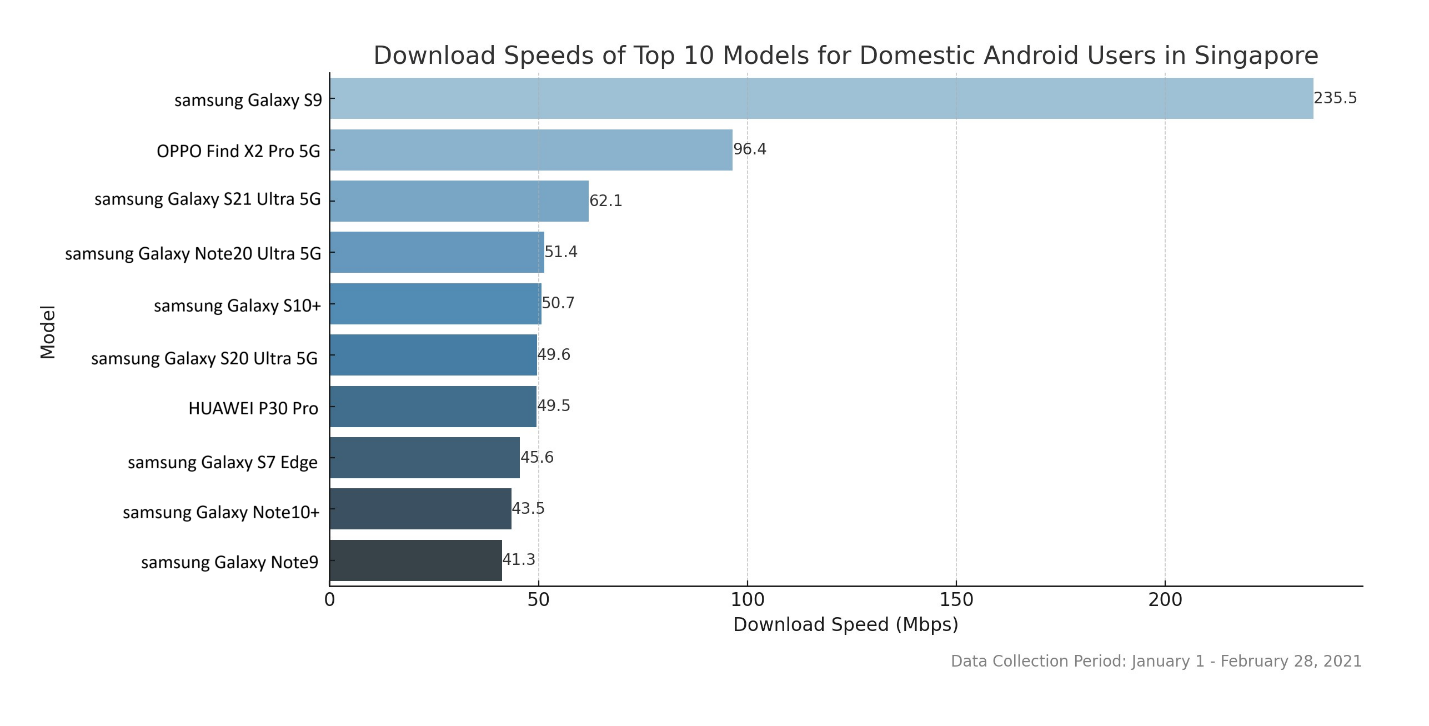 Download Speeds of Top 10 Models for Domestic Android Users in Singapore
samsung Galaxy S9 235.5
OPPO Find X2 Pro 5G 96.4
samsung Galaxy S21 Ultra 5G 62.1
samsung Galaxy Note20 Ultra 5G 51.4
samsung Galaxy S10+ 50.7
samsung Galaxy S20 Ultra 5G 49.6
HUAWEI P30 Pro 49.5
samsung Galaxy S7 Edge 45.6
samsung Galaxy Note10+ 43.5
samsung Galaxy Note9 41.3
Model
0 50 100 150 200
Download Speed (Mbps)
Data Collection Period: January 1 - February 28, 2021